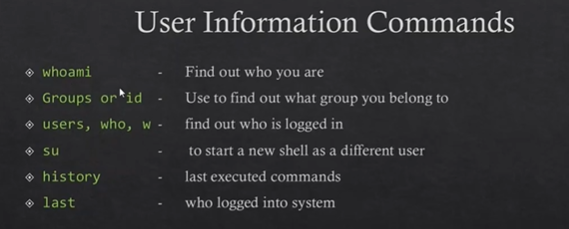 User Information Commands
whoami - Find out who you are
Groups or id - Use to find out what group you belong to
users, who, w - find out who is logged in
su - to start a new shell as a different user
history - last executed commands
last - who logged into system